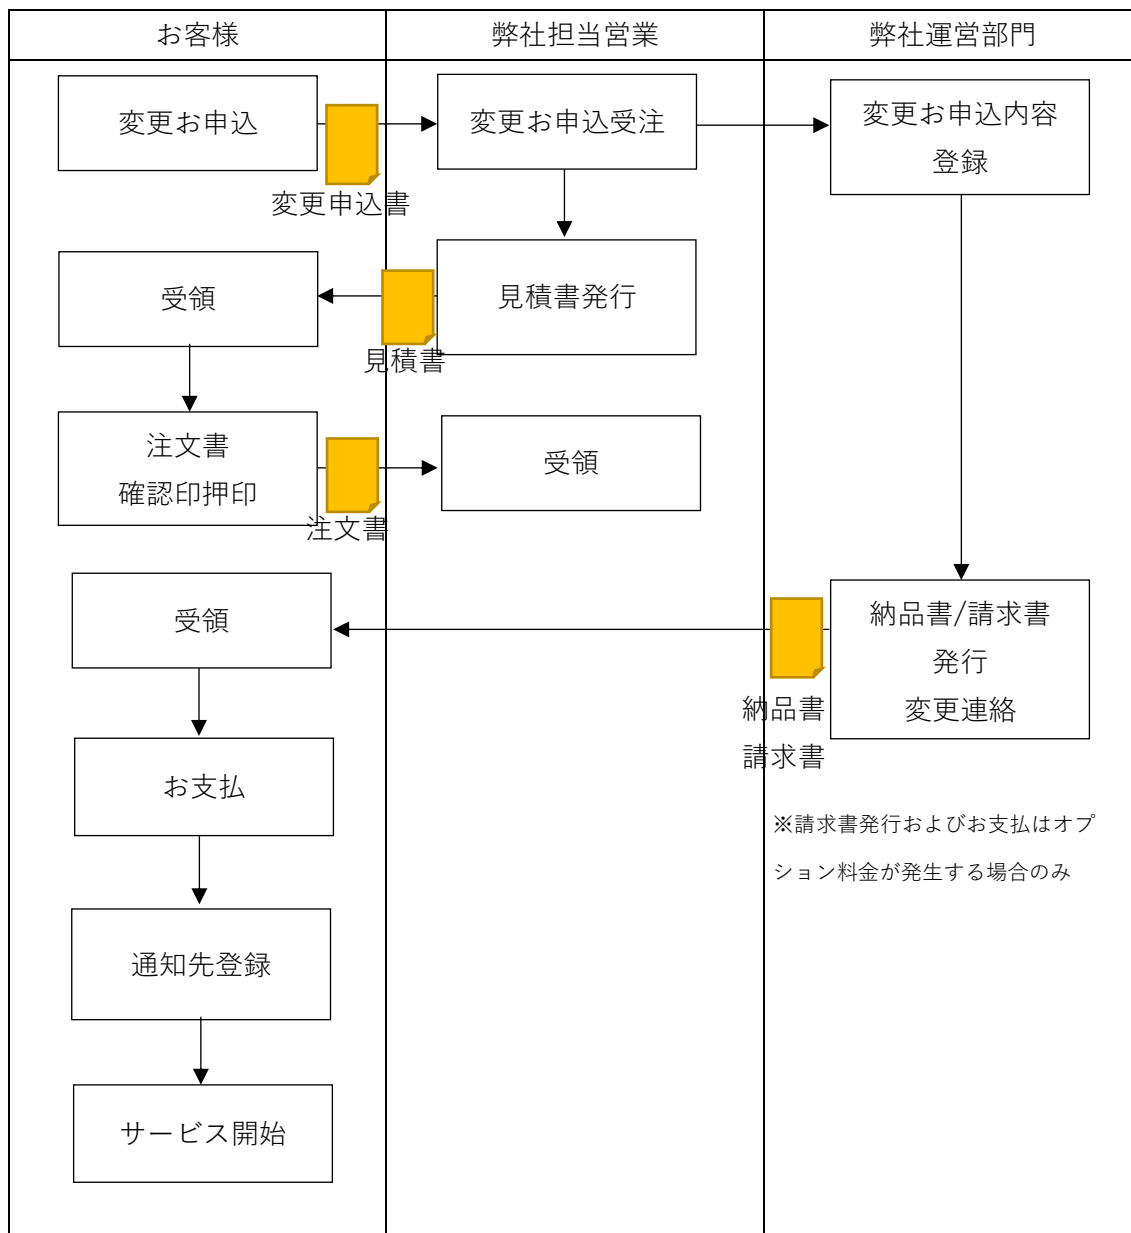 お客様
弊社担当営業
弊社運営部門
変更お申込
変更お申込受注
変更お申込内容
登録
変更申込書
受領
見積書発行
見積書
注文書
確認印押印
受領
注文書
受領
納品書/請求書
発行
変更連絡
納品書
請求書
お支払
※請求書発行およびお支払はオプ
ション料金が発生する場合のみ
通知先登録
サービス開始